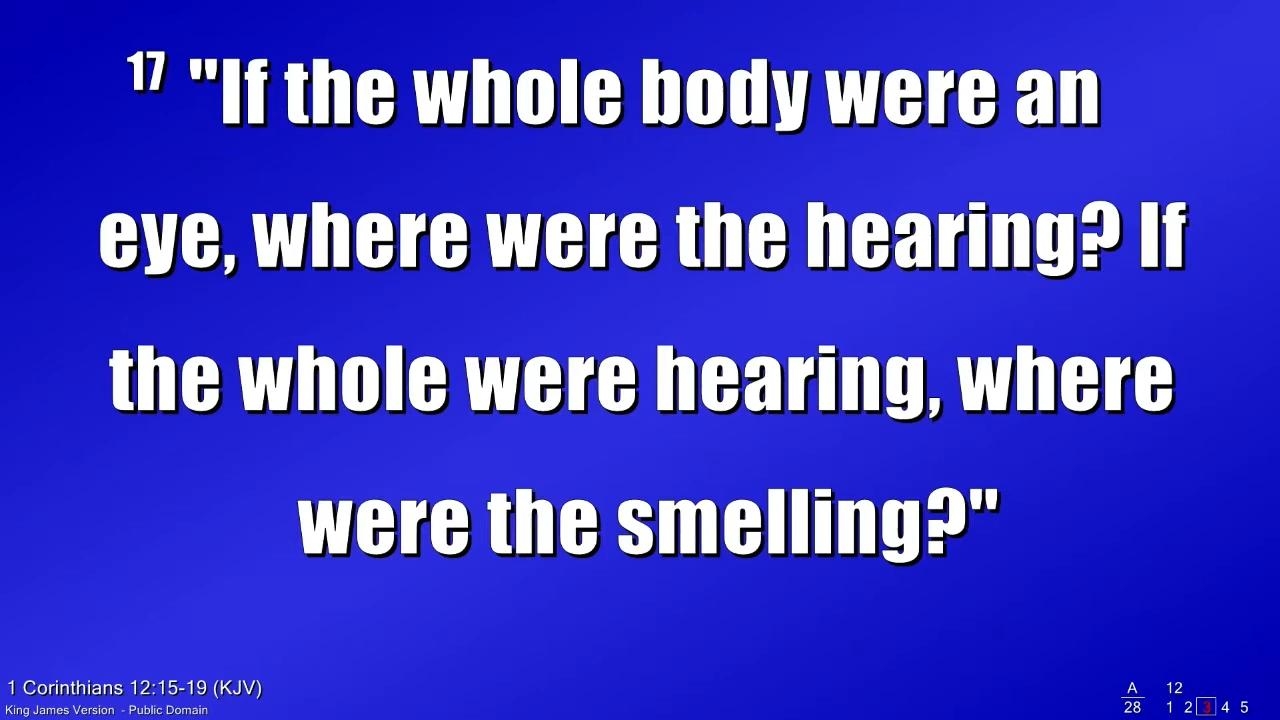 17 "If the whole body were an
eye, where were the hearing? If
the whole were hearing, where
were the smelling?"
1 Corinthians 12:15-19 (KJV)
King James Version - Public Domain
A 12
28 1 2 3 4 5